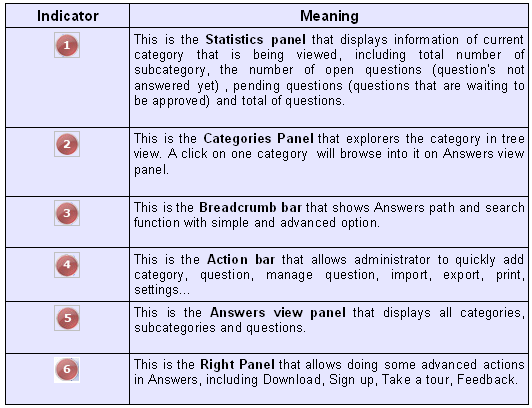 Indicator Meaning
1
This is the Statistics panel that displays information of current
category that is being viewed, including total number of
subcategory, the number of open questions (question's not
answered yet) , pending questions (questions that are waiting to
be approved) and total of questions.
2
This is the Categories Panel that explorers the category in tree
view. A click on one category will browse into it on Answers view
panel.
3
This is the Breadcrumb bar that shows Answers path and search
function with simple and advanced option.
4
This is the Action bar that allows administrator to quickly add
category, question, manage question, import, export, print,
settings...
5
This is the Answers view panel that displays all categories,
subcategories and questions.
6
This is the Right Panel that allows doing some advanced actions
in Answers, including Download, Sign up, Take a tour, Feedback.